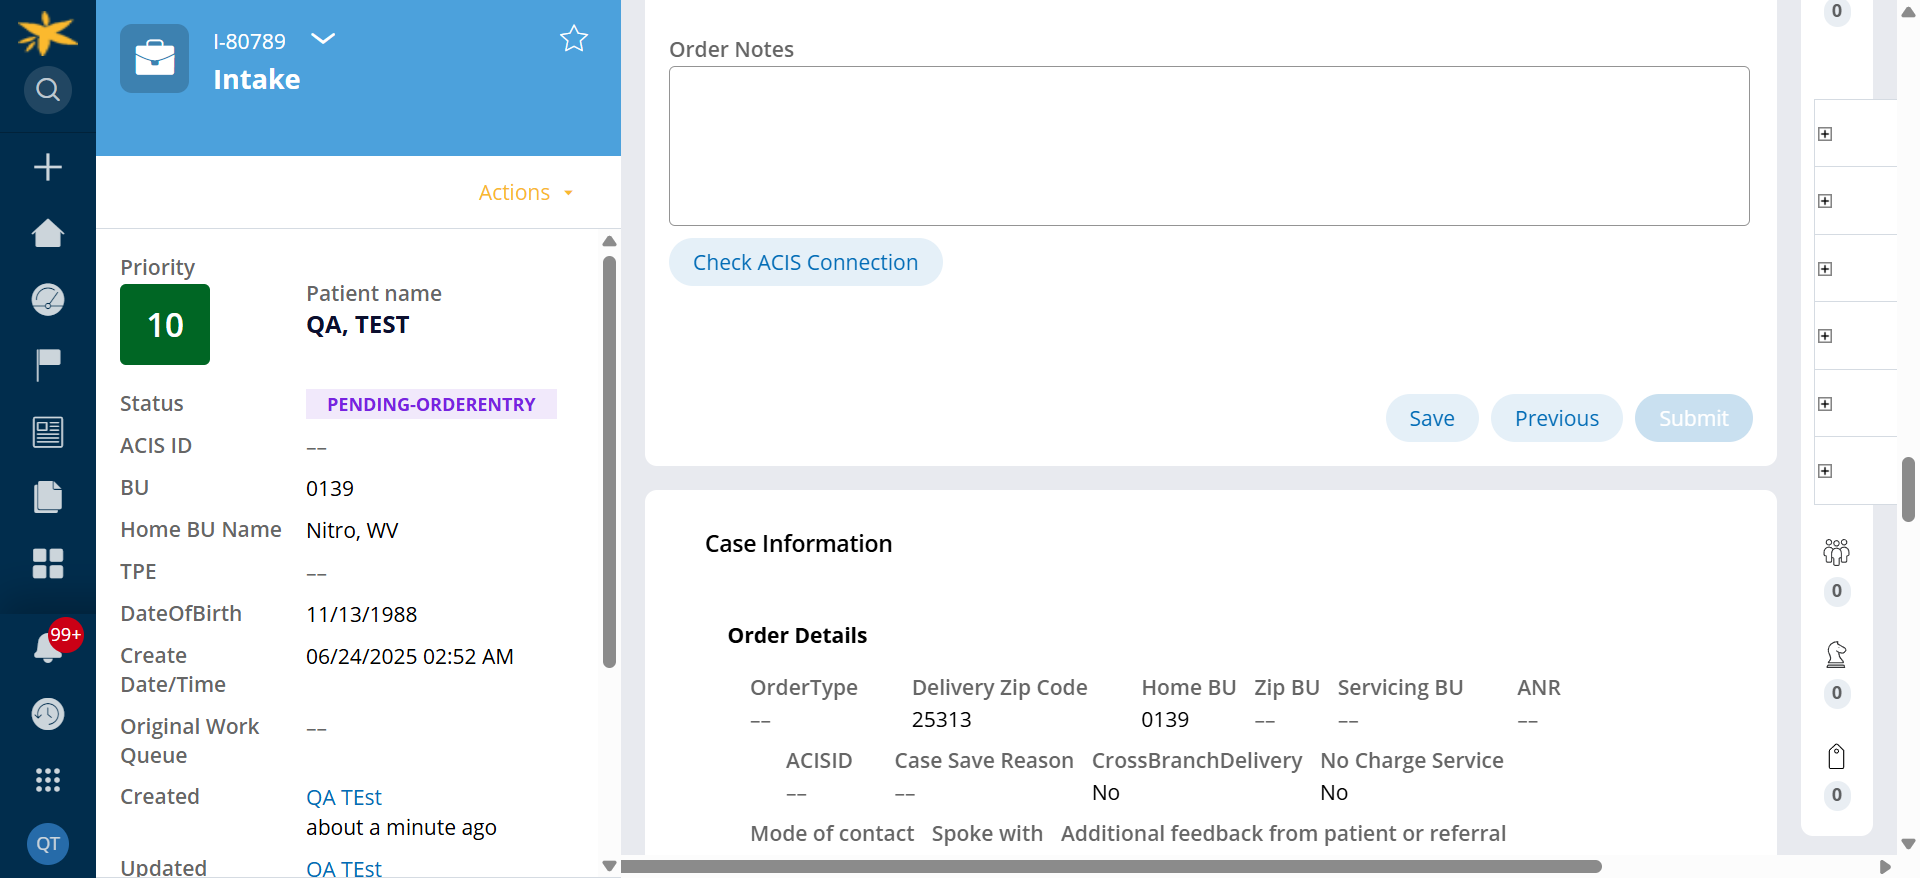 I-80789
Intake
Actions
Priority
10
Patient name
QA, TEST
Status
PENDING-ORDERENTRY
ACIS ID
––
BU
0139
Home BU Name
Nitro, WV
TPE
––
DateOfBirth
11/13/1988
Create
Date/Time
06/24/2025 02:52 AM
Original Work
Queue
––
Created
QA TEst
about a minute ago
Updated
QA TEst
99+
QT
Order Notes
Check ACIS Connection
Save
Previous
Submit
Case Information
Order Details
OrderType Delivery Zip Code Home BU Zip BU Servicing BU ANR
–– 25313 0139 –– –– ––
ACISID Case Save Reason CrossBranchDelivery No Charge Service
–– –– No No
Mode of contact Spoke with Additional feedback from patient or referral
0
0
0
0